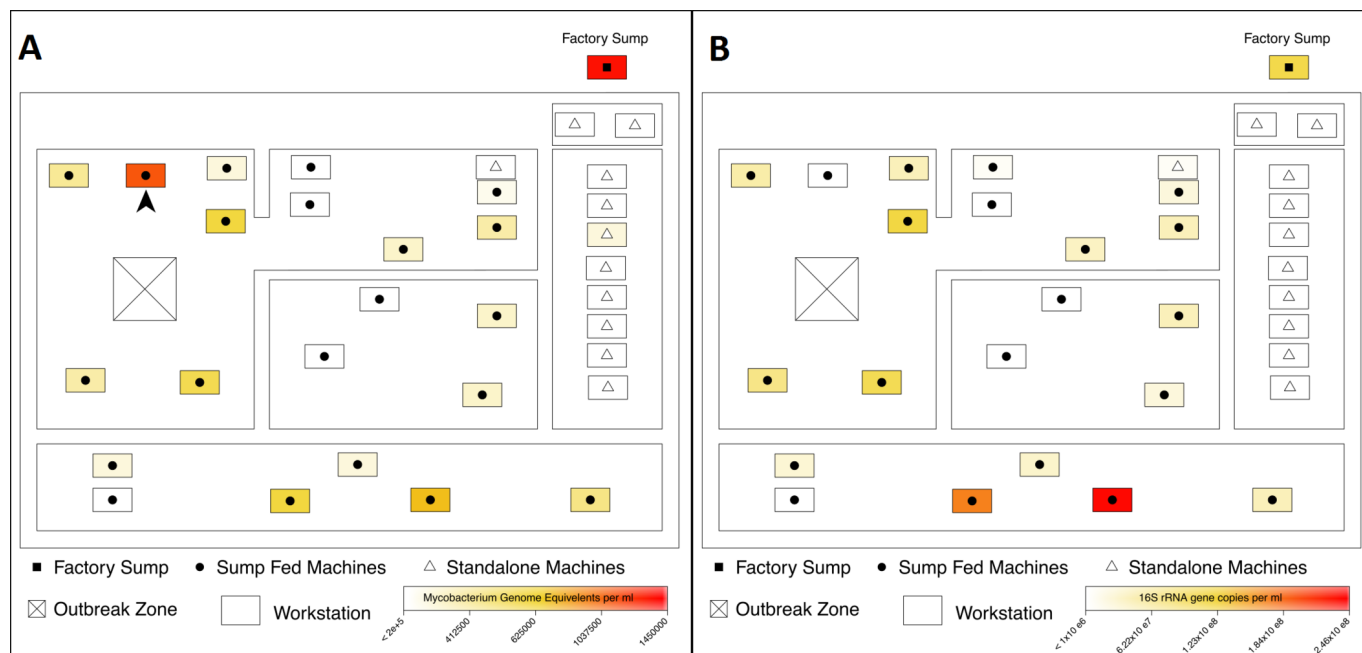 A
Factory Sump
Factory Sump
Sump Fed Machines
Standalone Machines
Outbreak Zone
Workstation
Mycobacterium Genome Equivelents per ml
< 2e+5
412500
625000
1037500
1450000
B
Factory Sump
Factory Sump
Sump Fed Machines
Standalone Machines
Outbreak Zone
Workstation
16S rRNA gene copies per ml
< 1x10 e6
6.22x10 e7
1.23x10 e8
1.84x10 e8
2.46x10 e8